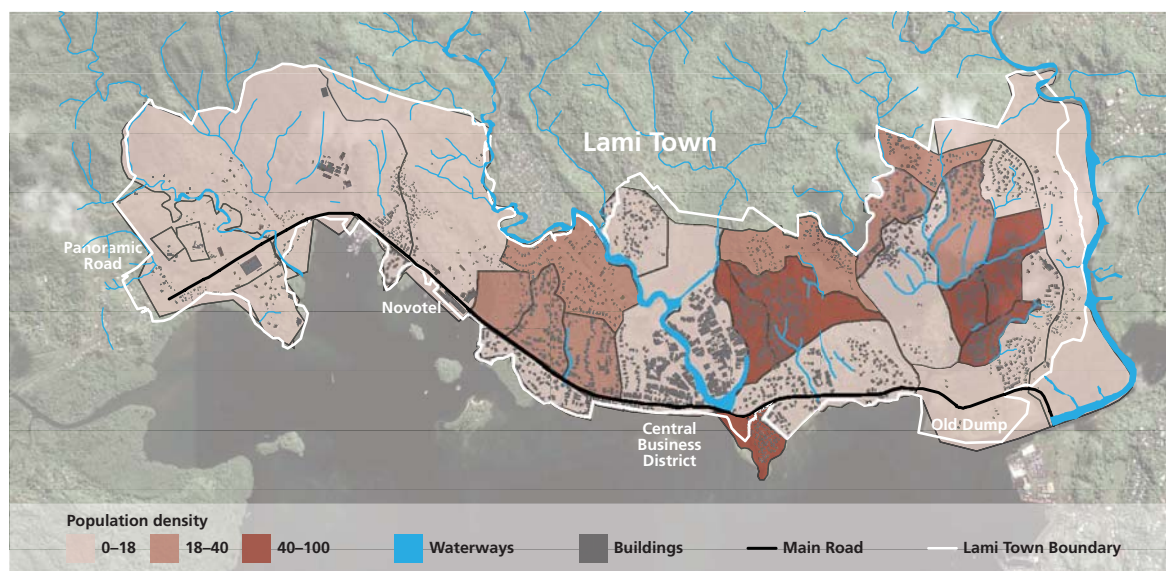 Lami Town
Panoramic
Road
Novotel
Central
Business
District
Old Dump
Population density
0–18
18–40
40–100
Waterways
Buildings
Main Road
Lami Town Boundary